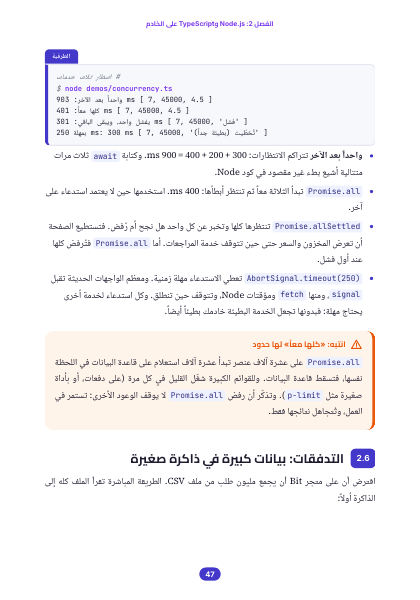 الفصل 2: Node.js وTypeScript على الخادم
الطرفية
# انتظار ثلاث خدمات
$ node demos/concurrency.ts
واحداً بعد الآخر: 903 ms [ 7, 45000, 4.5 ]
كلها معاً: 401 ms [ 7, 45000, 4.5 ]
يفشل واحد ويبقى الباقي: 301 ms [ 7, 45000, 'فشل' ]
بمهلة 250 ms: 300 ms [ 7, 45000, 'تُخطيت (بطيئة جداً)' ]
واحداً بعد الآخر تتراكم الانتظارات: 300 + 200 + 400 = 900 ms. وكتابة await ثلاث مرات
متتالية أشيع بطء غير مقصود في كود Node.
Promise.all تبدأ الثلاثة معاً ثم تنتظر أبطأها: 400 ms. استخدمها حين لا يعتمد استدعاء على
آخر.
Promise.allSettled تنتظرها كلها وتخبر عن كل واحد هل نجح أم رُفض. فتستطيع الصفحة
أن تعرض المخزون والسعر حتى حين تتوقف خدمة المراجعات. أما Promise.all فتُرفض كلها
عند أول فشل.
AbortSignal.timeout(250) تعطي الاستدعاء مهلة زمنية. ومعظم الواجهات الحديثة تقبل
signal، ومنها fetch ومؤقتات Node، وتتوقف حين تنطلق. وكل استدعاء لخدمة أخرى
يحتاج مهلة: فبدونها تجعل الخدمة البطيئة خادمك بطيئاً أيضاً.
انتبه: «كلها معاً» لها حدود
Promise.all على عشرة آلاف عنصر تبدأ عشرة آلاف استعلام على قاعدة البيانات في اللحظة
نفسها، فتسقط قاعدة البيانات. وللقوائم الكبيرة شغّل القليل في كل مرة (على دفعات، أو بأداة
صغيرة مثل p-limit). وتذكّر أن رفض Promise.all لا يوقف الوعود الأخرى: تستمر في
العمل، وتُتجاهل نتائجها فقط.
2.6 التدفقات: بيانات كبيرة في ذاكرة صغيرة
افترض أن على متجر Bit أن يجمع مليون طلب من ملف CSV. الطريقة المباشرة تقرأ الملف كله إلى
الذاكرة أولاً:
47